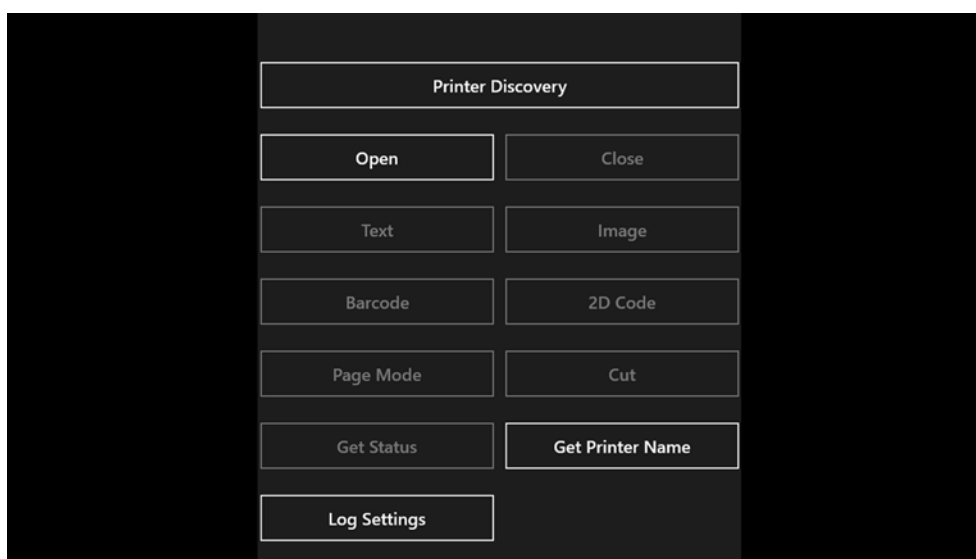 Printer Discovery
Open
Close
Text
Image
Barcode
2D Code
Page Mode
Cut
Get Status
Get Printer Name
Log Settings